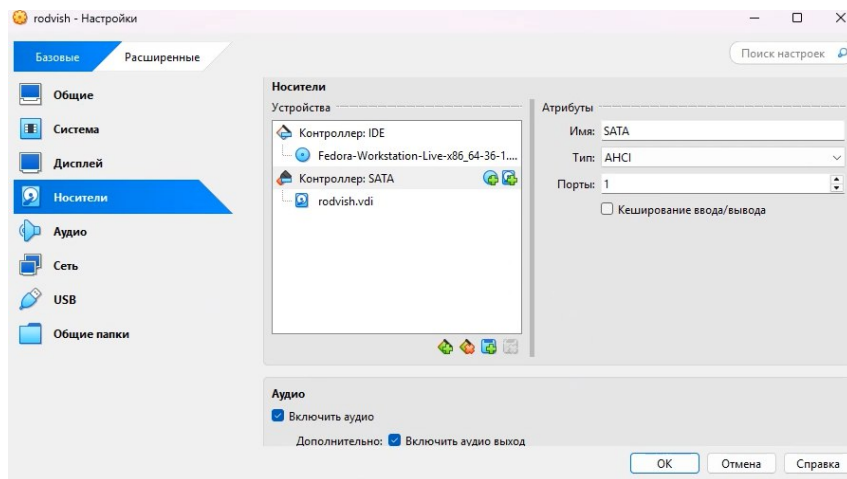 rodvish - Настройки
Базовые Расширенные Поиск настроек
Общие
Система
Дисплей
Носители
Аудио
Сеть
USB
Общие папки
Носители
Устройства
Контроллер: IDE
Fedora-Workstation-Live-x86_64-36-1....
Контроллер: SATA
rodvish.vdi
Атрибуты
Имя: SATA
Тип: AHCI
Порты: 1
Кеширование ввода/вывода
Аудио
Включить аудио
Дополнительно: Включить аудио выход
OK Отмена Справка